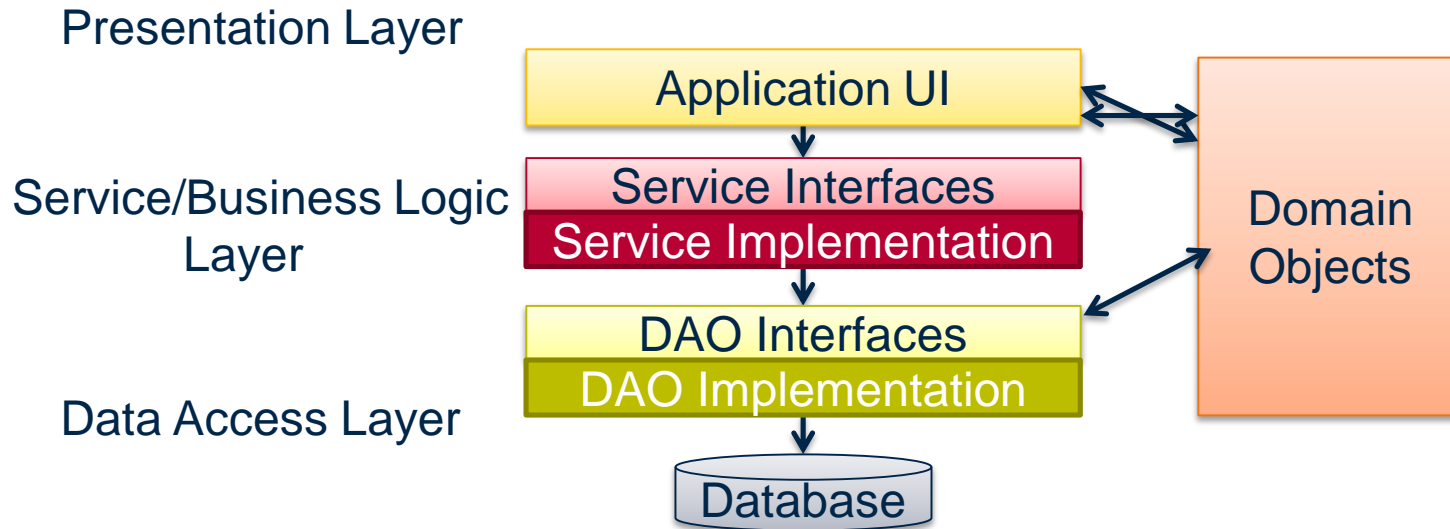 Presentation Layer
Application UI
Service/Business Logic
Layer
Service Interfaces
Service Implementation
Domain
Objects
DAO Interfaces
DAO Implementation
Data Access Layer
Database